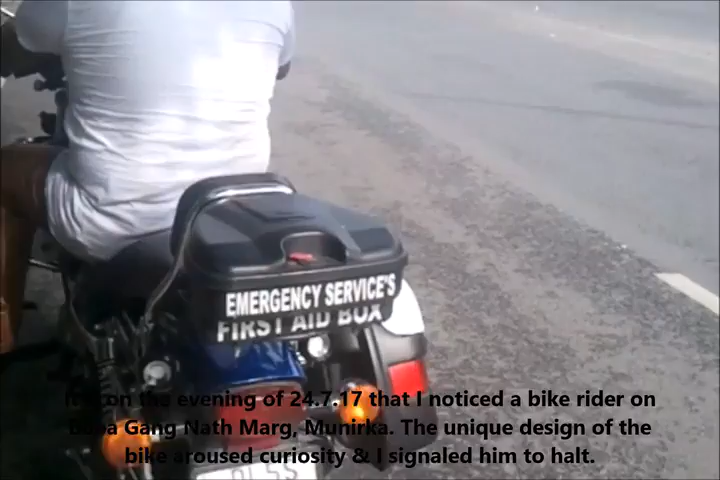 EMERGENCY SERVICE'S
FIRST AID BOX
on the evening of 24.7.17 that I noticed a bike rider on
Gang Nath Marg, Munirka. The unique design of the
bike aroused curiosity & I signaled him to halt.